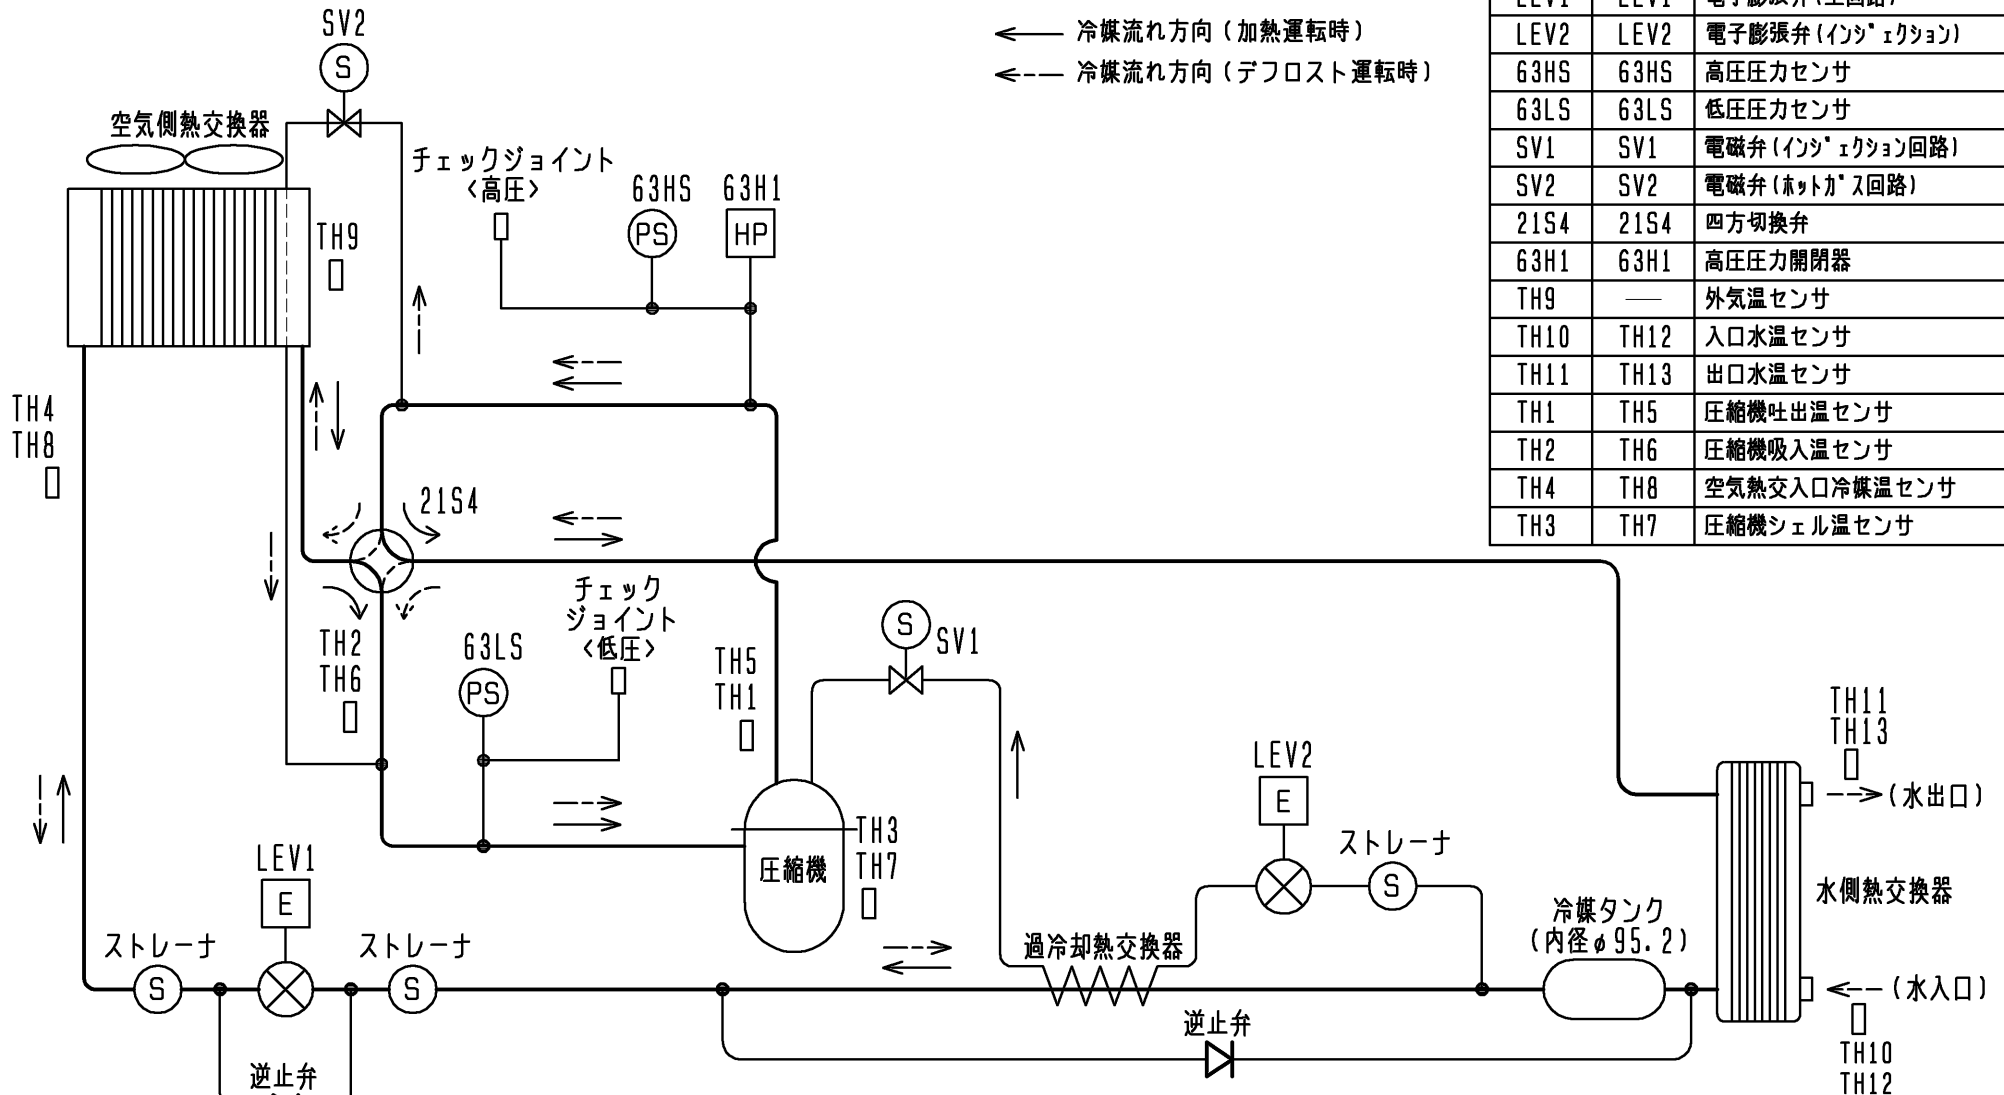 SV2
S
空気側熱交換器
← 冷媒流れ方向(加熱運転時)
←-- 冷媒流れ方向(デフロスト運転時)
LEV2 LEV2 電子膨張弁(インジェクション)
63HS 63HS 高圧圧力センサ
63LS 63LS 低圧圧力センサ
SV1 SV1 電磁弁(インジェクション回路)
SV2 SV2 電磁弁(ホットガス回路)
21S4 21S4 四方切換弁
63H1 63H1 高圧圧力開閉器
TH9 ― 外気温センサ
TH10 TH12 入口水温センサ
TH11 TH13 出口水温センサ
TH1 TH5 圧縮機吐出温センサ
TH2 TH6 圧縮機吸入温センサ
TH4 TH8 空気熱交入口冷媒温センサ
TH3 TH7 圧縮機シェル温センサ
チェックジョイント
<高圧>
63HS
PS
63H1
HP
TH9
TH4
TH8
21S4
TH2
TH6
63LS
PS
チェック
ジョイント
<低圧>
TH5
TH1
S
SV1
圧縮機
TH3
TH7
LEV2
E
ストレーナ
S
TH11
TH13
(水出口)
水側熱交換器
冷媒タンク
(内径φ95.2)
過冷却熱交換器
LEV1
E
ストレーナ
S
ストレーナ
S
逆止弁
逆止弁
(水入口)
TH10
TH12